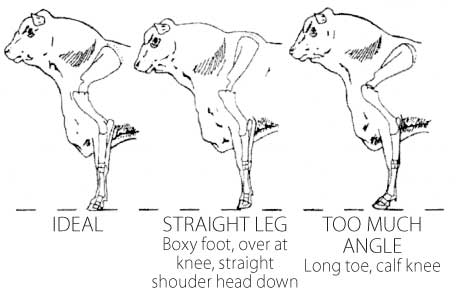 IDEAL
STRAIGHT LEG
Boxy foot, over at
knee, straight
shouder head down
TOO MUCH
ANGLE
Long toe, calf knee